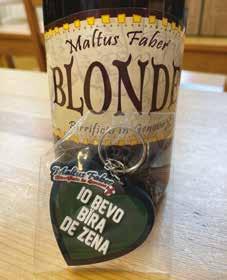 Maltus Faber
BLONDE
Birrificio in Genova
Maltus Faber
IO BEVO
BIRA
DE ZENA